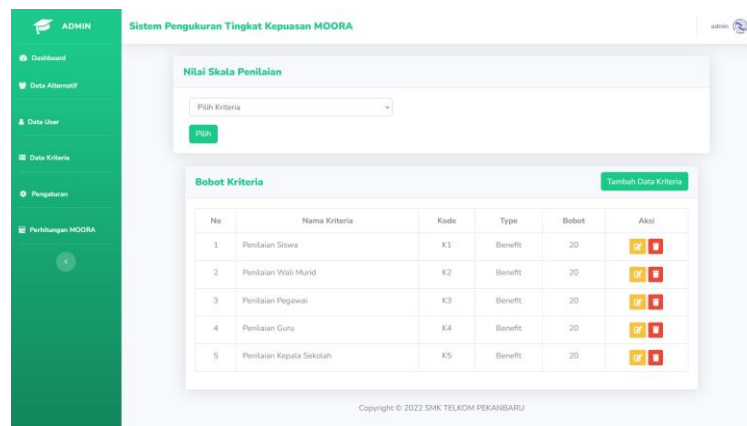 ADMIN
Sistem Pengukuran Tingkat Kepuasan MOORA
admin
Dashboard
Data Alternatif
Data User
Data Kriteria
Pengaturan
Perhitungan MOORA
Nilai Skala Penilaian
Pilih Kriteria
Pilih
Bobot Kriteria
Tambah Data Kriteria
No Nama Kriteria Kode Type Bobot Aksi
1 Penilaian Siswa K1 Benefit 20
2 Penilaian Wali Murid K2 Benefit 20
3 Penilaian Pegawai K3 Benefit 20
4 Penilaian Guru K4 Benefit 20
5 Penilaian Kepala Sekolah K5 Benefit 20
Copyright © 2022 SMK TELKOM PEKANBARU